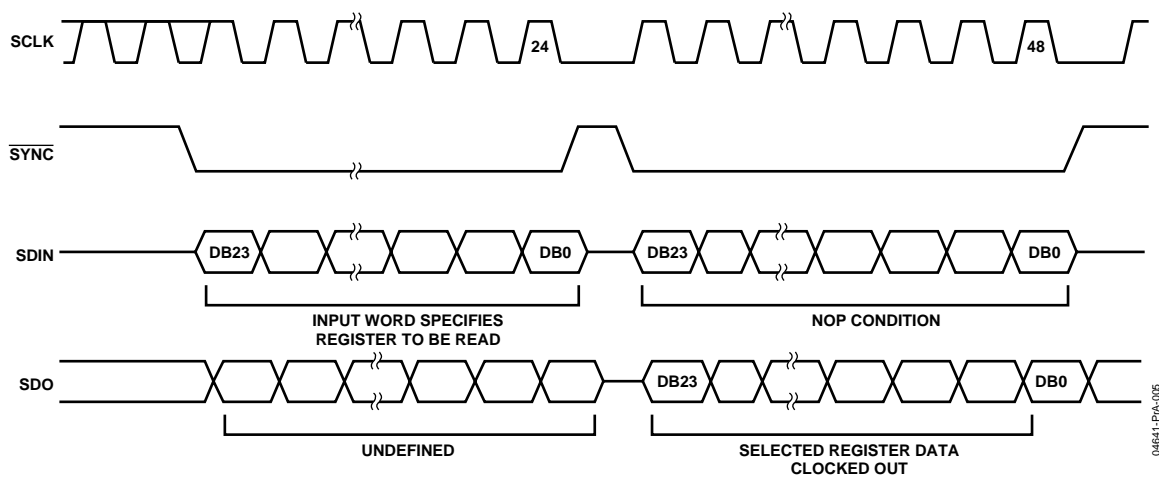 SCLK
24
48
SYNC
SDIN
DB23
DB0
DB23
DB0
INPUT WORD SPECIFIES
REGISTER TO BE READ
NOP CONDITION
SDO
DB23
DB0
UNDEFINED
SELECTED REGISTER DATA
CLOCKED OUT
04641-PrA-005